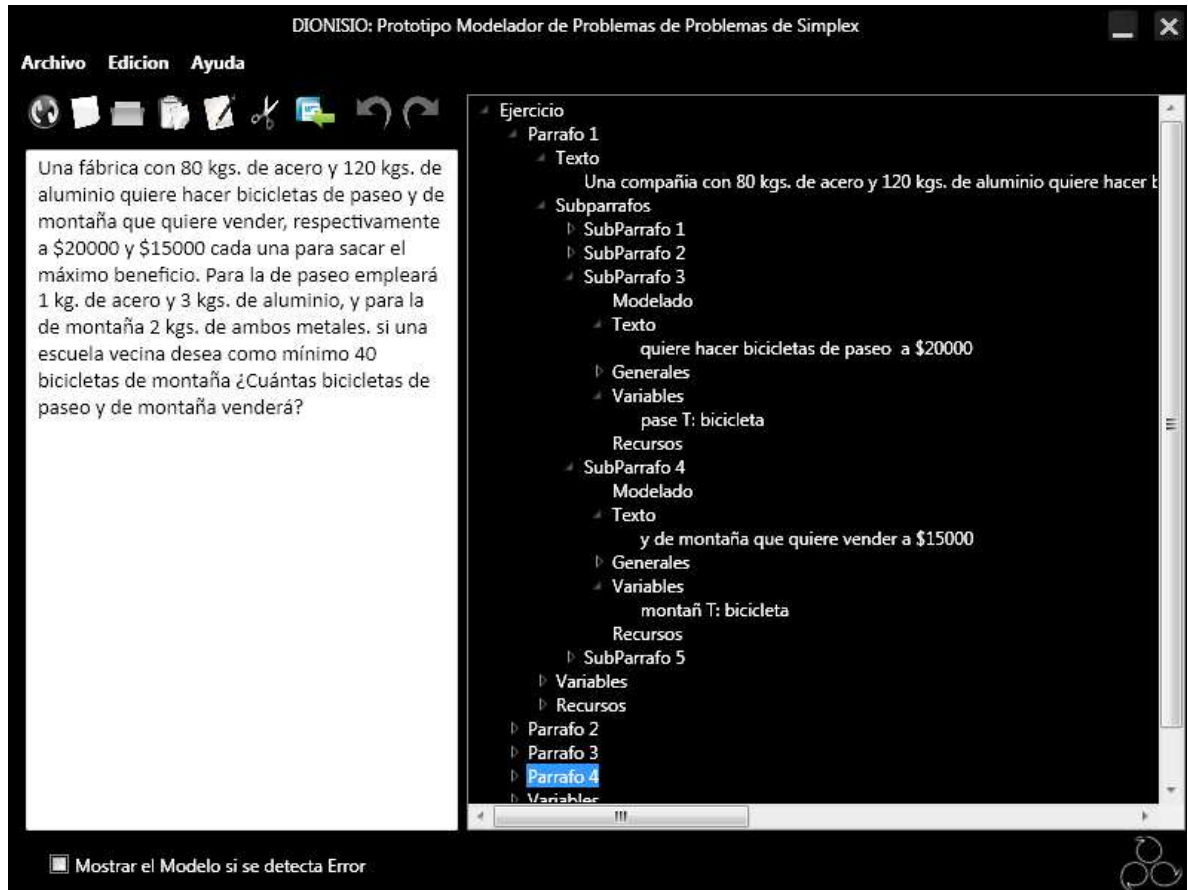 DIONISIO: Prototipo Modelador de Problemas de Problemas de Simplex
Archivo Edicion Ayuda
Una fábrica con 80 kgs. de acero y 120 kgs. de
aluminio quiere hacer bicicletas de paseo y de
montaña que quiere vender, respectivamente
a $20000 y $15000 cada una para sacar el
máximo beneficio. Para la de paseo empleará
1 kg. de acero y 3 kgs. de aluminio, y para la
de montaña 2 kgs. de ambos metales. si una
escuela vecina desea como mínimo 40
bicicletas de montaña ¿Cuántas bicicletas de
paseo y de montaña venderá?
Ejercicio
Parrafo 1
Texto
Una compañia con 80 kgs. de acero y 120 kgs. de aluminio quiere hacer
Subparrafos
SubParrafo 1
SubParrafo 2
SubParrafo 3
Modelado
Texto
quiere hacer bicicletas de paseo a $20000
Generales
Variables
pase T: bicicleta
Recursos
SubParrafo 4
Modelado
Texto
y de montaña que quiere vender a $15000
Generales
Variables
montañ T: bicicleta
Recursos
SubParrafo 5
Variables
Recursos
Parrafo 2
Parrafo 3
Parrafo 4
Variables
Mostrar el Modelo si se detecta Error